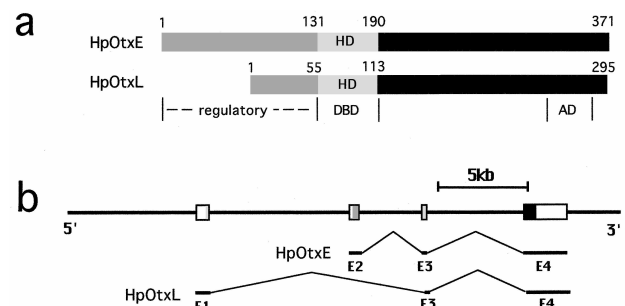 a
1 131 190 371
HpOtxE HD
1 55 113 295
HpOtxL HD
regulatory DBD AD
5kb
b
5' 3'
HpOtxE
E2 E3 E4
HpOtxL
E1 E3 E4